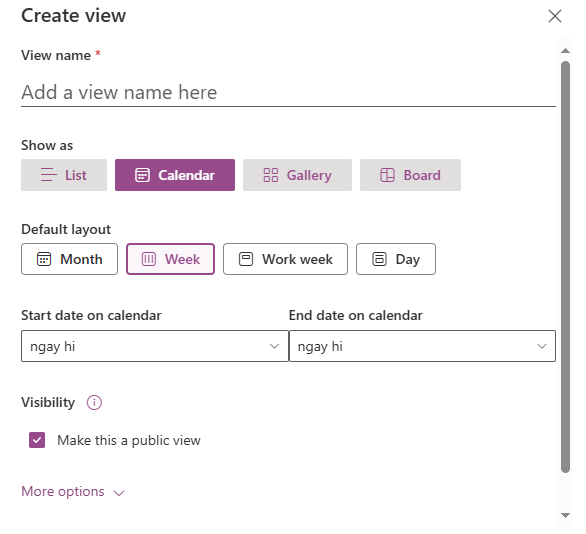 Create view
View name *
Add a view name here
Show as
List Calendar Gallery Board
Default layout
Month Week Work week Day
Start date on calendar End date on calendar
ngay hi ngay hi
Visibility
Make this a public view
More options